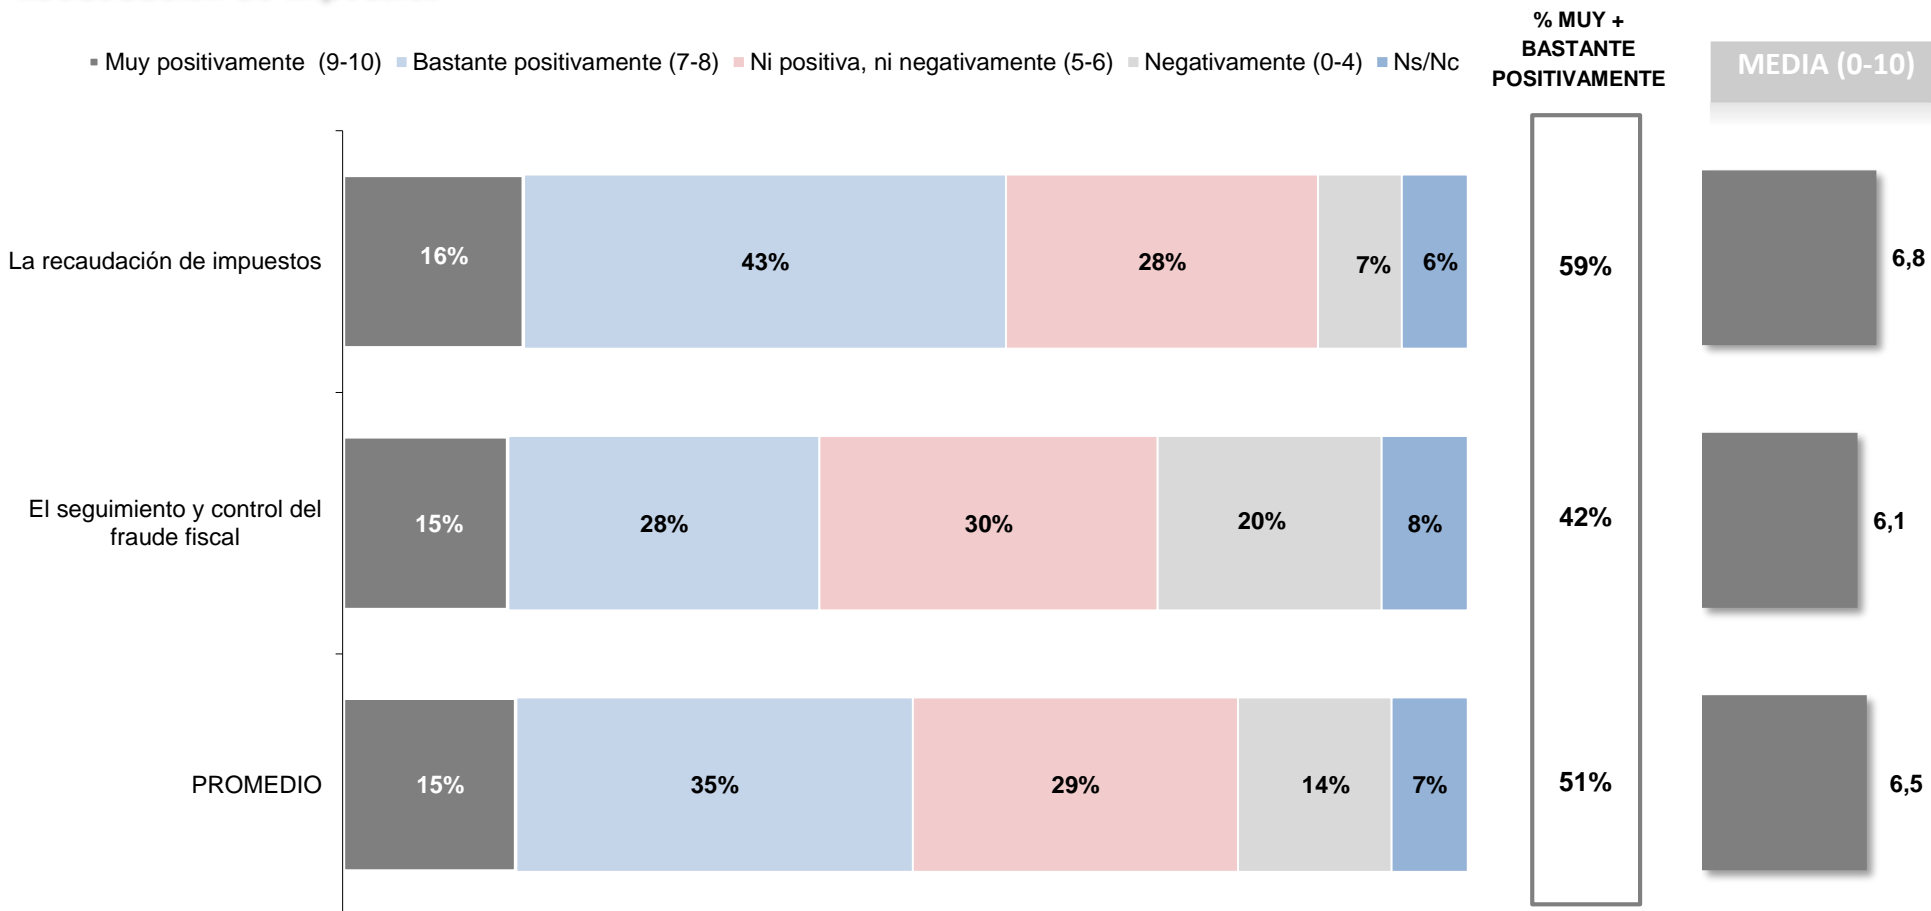 Muy positivamente (9-10) Bastante positivamente (7-8) Ni positiva, ni negativamente (5-6) Negativamente (0-4) Ns/Nc
% MUY +
BASTANTE
POSITIVAMENTE
MEDIA (0-10)
La recaudación de impuestos
16% 43% 28% 7% 6% 59% 6,8
El seguimiento y control del
fraude fiscal
15% 28% 30% 20% 8% 42% 6,1
PROMEDIO
15% 35% 29% 14% 7% 51% 6,5